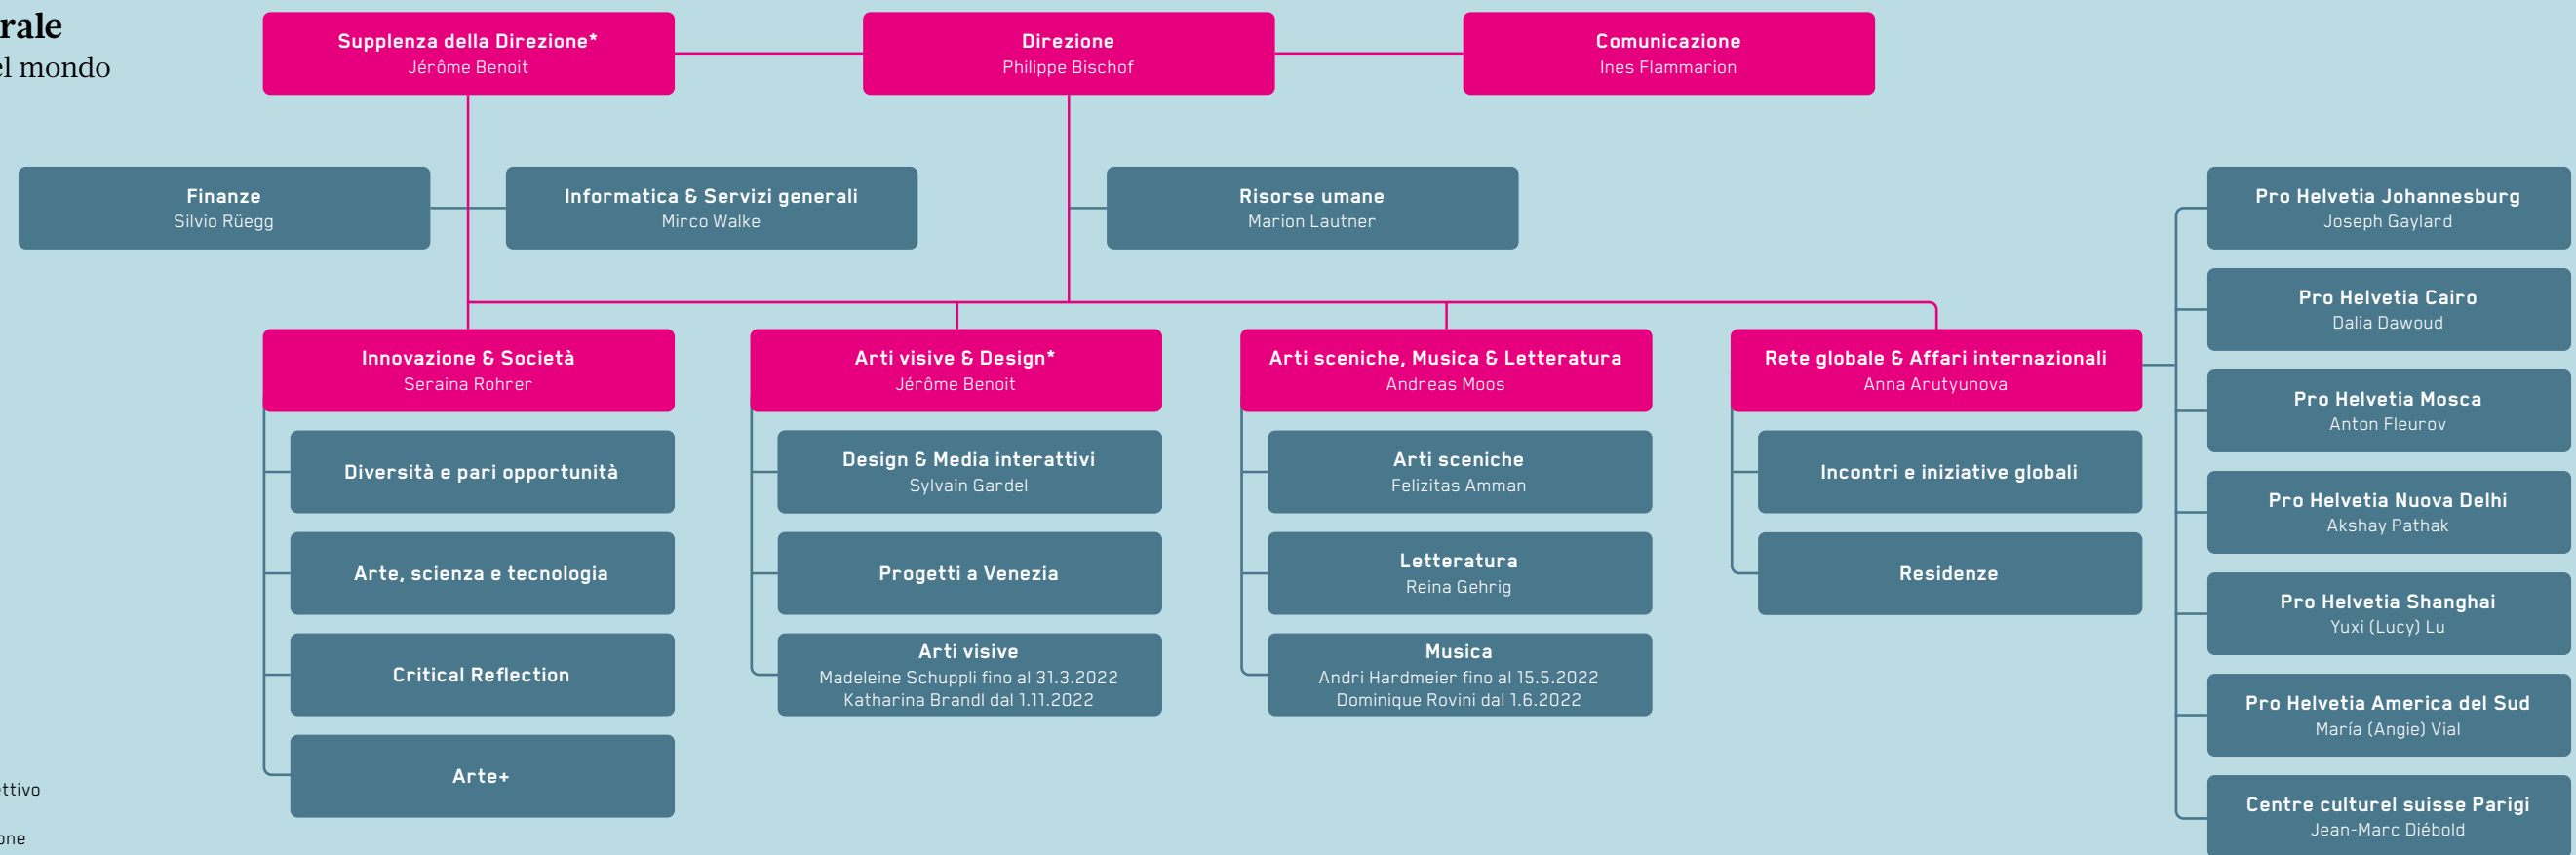 Supplenza della Direzione*
Jérôme Benoit
Direzione
Philippe Bischof
Comunicazione
Ines Flammarion
Finanze
Silvio Rüegg
Informatica & Servizi generali
Mirco Walke
Risorse umane
Marion Lautner
Innovazione & Società
Seraina Rohrer
Diversità e pari opportunità
Arte, scienza e tecnologia
Critical Reflection
Arte+
Arti visive & Design*
Jérôme Benoit
Design & Media interattivi
Sylvain Gardel
Progetti a Venezia
Arti visive
Madeleine Schuppli fino al 31.3.2022
Katharina Brandl dal 1.11.2022
Arti sceniche, Musica & Letteratura
Andreas Moos
Arti sceniche
Felizitas Amman
Letteratura
Reina Gehrig
Musica
Andri Hardmeier fino al 15.5.2022
Dominique Rovini dal 1.6.2022
Rete globale & Affari internazionali
Anna Arutyunova
Incontri e iniziative globali
Residenze
Pro Helvetia Johannesburg
Joseph Gaylard
Pro Helvetia Cairo
Dalia Dawoud
Pro Helvetia Mosca
Anton Fleurov
Pro Helvetia Nuova Delhi
Akshay Pathak
Pro Helvetia Shanghai
Yuxi (Lucy) Lu
Pro Helvetia America del Sud
María (Angie) Vial
Centre culturel suisse Parigi
Jean-Marc Diébold
rale
el mondo
ttivo
one